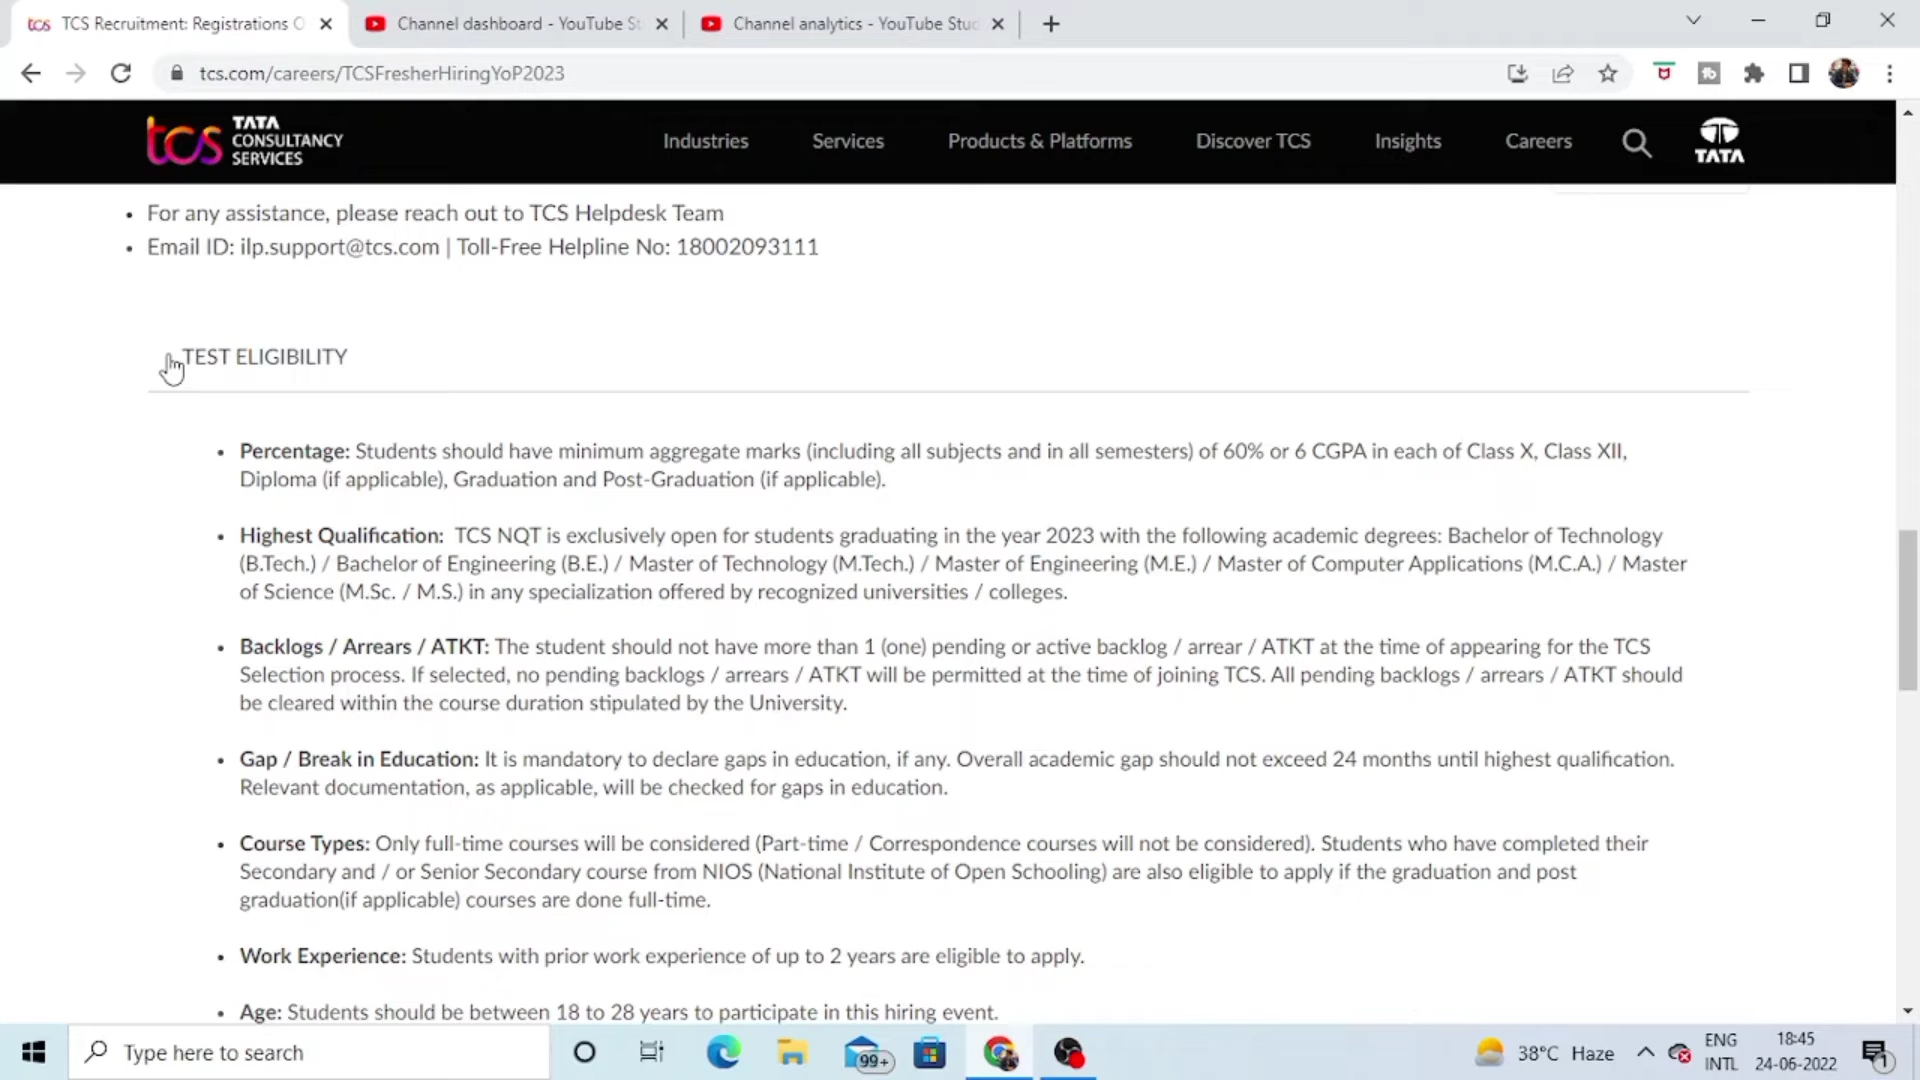 tcs TCS Recruitment: Registrations O
Channel dashboard - YouTube St
Channel analytics - YouTube Stud
tcs.com/careers/TCSFresherHiringYoP2023
tcs TATA CONSULTANCY SERVICES
Industries Services Products & Platforms Discover TCS Insights Careers
TATA
• For any assistance, please reach out to TCS Helpdesk Team
• Email ID: ilp.support@tcs.com | Toll-Free Helpline No: 18002093111
TEST ELIGIBILITY
• Percentage: Students should have minimum aggregate marks (including all subjects and in all semesters) of 60% or 6 CGPA in each of Class X, Class XII,
Diploma (if applicable), Graduation and Post-Graduation (if applicable).
• Highest Qualification: TCS NQT is exclusively open for students graduating in the year 2023 with the following academic degrees: Bachelor of Technology
(B.Tech.) / Bachelor of Engineering (B.E.) / Master of Technology (M.Tech.) / Master of Engineering (M.E.) / Master of Computer Applications (M.C.A.) / Master
of Science (M.Sc. / M.S.) in any specialization offered by recognized universities / colleges.
• Backlogs / Arrears / ATKT: The student should not have more than 1 (one) pending or active backlog / arrear / ATKT at the time of appearing for the TCS
Selection process. If selected, no pending backlogs / arrears / ATKT will be permitted at the time of joining TCS. All pending backlogs / arrears / ATKT should
be cleared within the course duration stipulated by the University.
• Gap / Break in Education: It is mandatory to declare gaps in education, if any. Overall academic gap should not exceed 24 months until highest qualification.
Relevant documentation, as applicable, will be checked for gaps in education.
• Course Types: Only full-time courses will be considered (Part-time / Correspondence courses will not be considered). Students who have completed their
Secondary and / or Senior Secondary course from NIOS (National Institute of Open Schooling) are also eligible to apply if the graduation and post
graduation(if applicable) courses are done full-time.
• Work Experience: Students with prior work experience of up to 2 years are eligible to apply.
• Age: Students should be between 18 to 28 years to participate in this hiring event.
Type here to search
99+
38°C Haze
ENG
INTL
18:45
24-06-2022
1